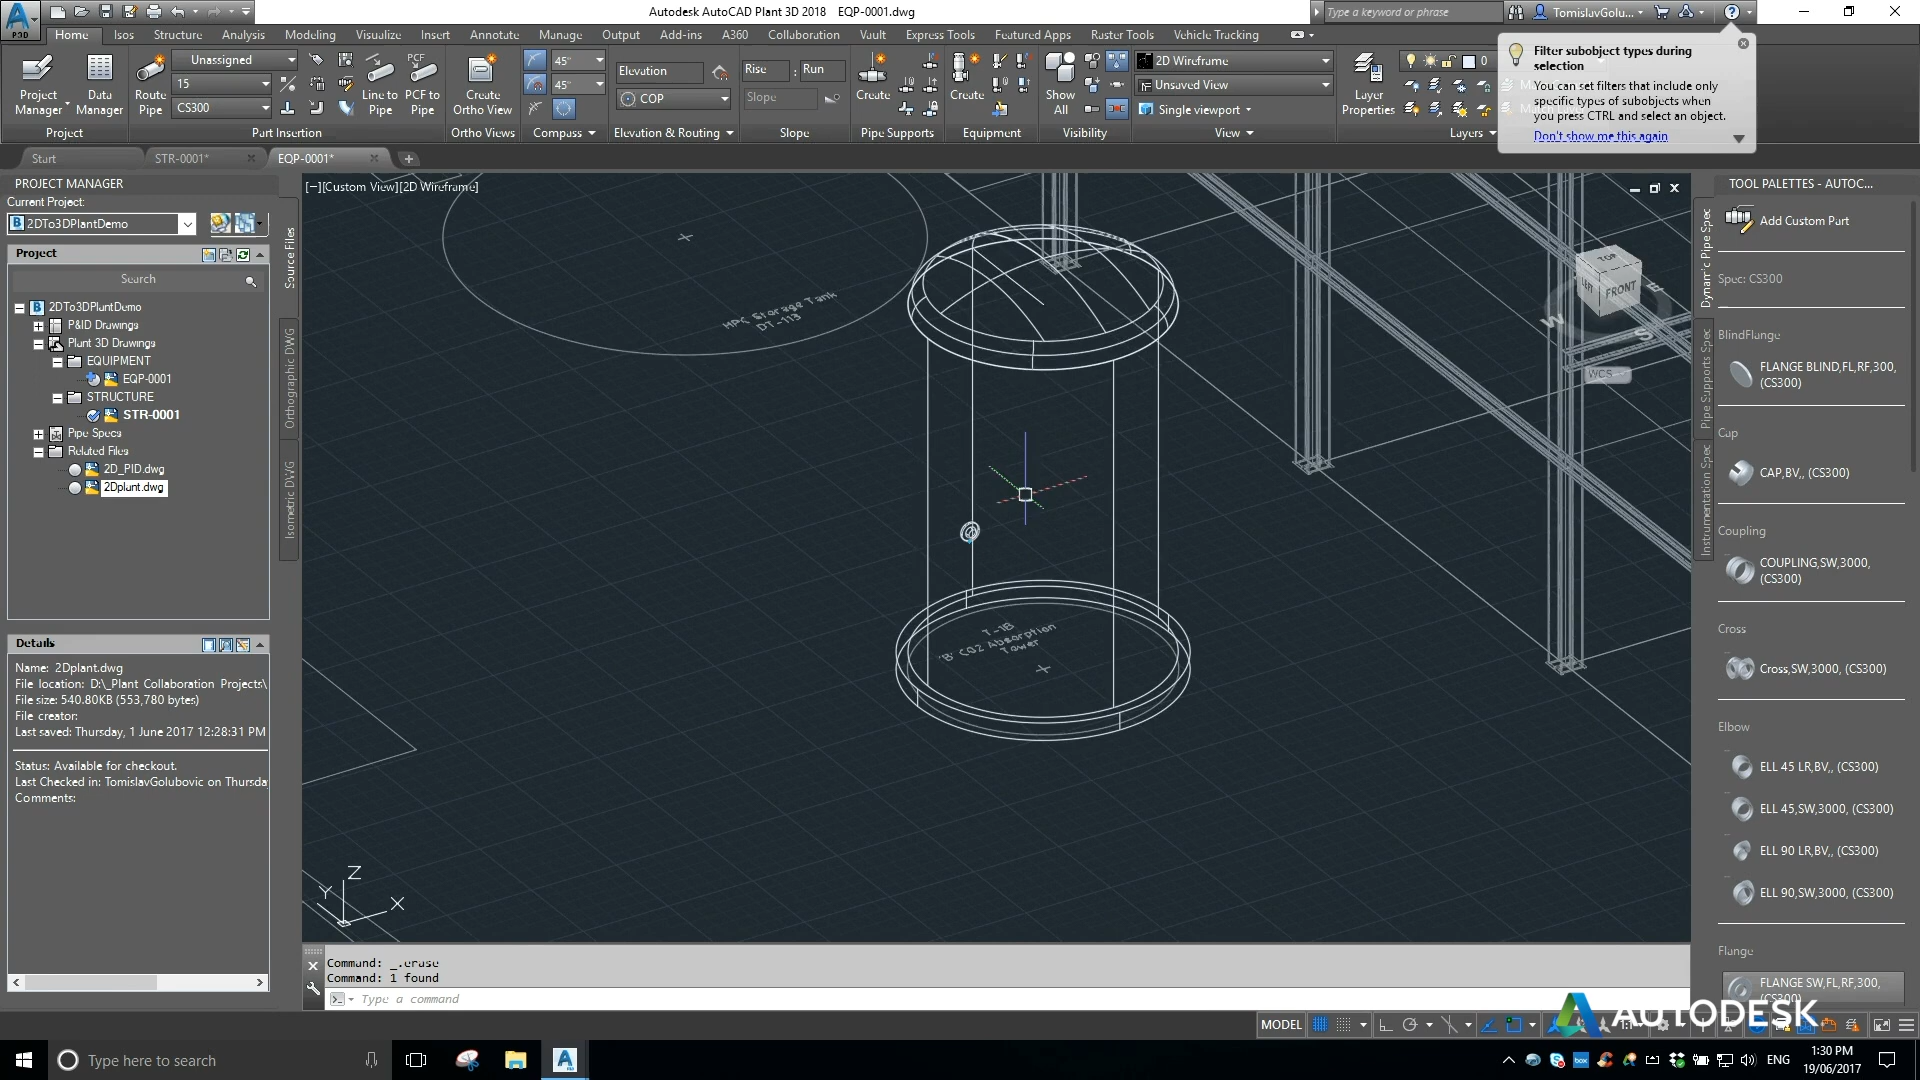 P3D
Autodesk AutoCAD Plant 3D 2018 EQP-0001.dwg
Type a keyword or phrase
TomislavGolu...
Home
Isos
Structure
Analysis
Modeling
Visualize
Insert
Annotate
Manage
Output
Add-ins
A360
Collaboration
Vault
Express Tools
Featured Apps
Raster Tools
Vehicle Tracking
Project Manager
Data Manager
Project
Route Pipe
Unassigned
15
CS300
Line to Pipe
PCF
PCF to Pipe
Part Insertion
Create Ortho View
Ortho Views
45°
45°
Compass
Elevation
COP
Elevation & Routing
Rise : Run
Slope
Slope
Create
Pipe Supports
Create
Equipment
Show All
Visibility
2D Wireframe
Unsaved View
Single viewport
View
Layer Properties
0
Layers
Filter subobject types during
selection
You can set filters that include only
specific types of subobjects when
you press CTRL and select an object.
Don't show me this again
Start
STR-0001*
EQP-0001*
PROJECT MANAGER
Current Project:
2DTo3DPlantDemo
Project
Search
2DTo3DPlantDemo
P&ID Drawings
Plant 3D Drawings
EQUIPMENT
EQP-0001
STRUCTURE
STR-0001
Pipe Specs
Related Files
2D_PID.dwg
2Dplant.dwg
Source Files
Orthographic DWG
Isometric DWG
Details
Name: 2Dplant.dwg
File location: D:\_Plant Collaboration Projects\
File size: 540.80KB (553,780 bytes)
File creator:
Last saved: Thursday, 1 June 2017 12:28:31 PM
Status: Available for checkout.
Last Checked in: TomislavGolubovic on Thursda
Comments:
[−][Custom View][2D Wireframe]
MPC Storage Tank
DT-113
T-1B
'B' CO2 Absorption
Tower
TOP
LEFT
FRONT
W
S
E
WCS
Z
Y
X
Command: _.erase
Command: 1 found
Type a command
MODEL
TOOL PALETTES - AUTOC...
Dynamic Pipe Spec
Pipe Supports Spec
Instrumentation Spec
Add Custom Part
Spec: CS300
BlindFlange
FLANGE BLIND,FL,RF,300,
(CS300)
Cap
CAP,BV,, (CS300)
Coupling
COUPLING,SW,3000,
(CS300)
Cross
Cross,SW,3000, (CS300)
Elbow
ELL 45 LR,BV,, (CS300)
ELL 45,SW,3000, (CS300)
ELL 90 LR,BV,, (CS300)
ELL 90,SW,3000, (CS300)
Flange
FLANGE SW,FL,RF,300,
(CS300)
AUTODESK
Type here to search
box
ENG
1:30 PM
19/06/2017